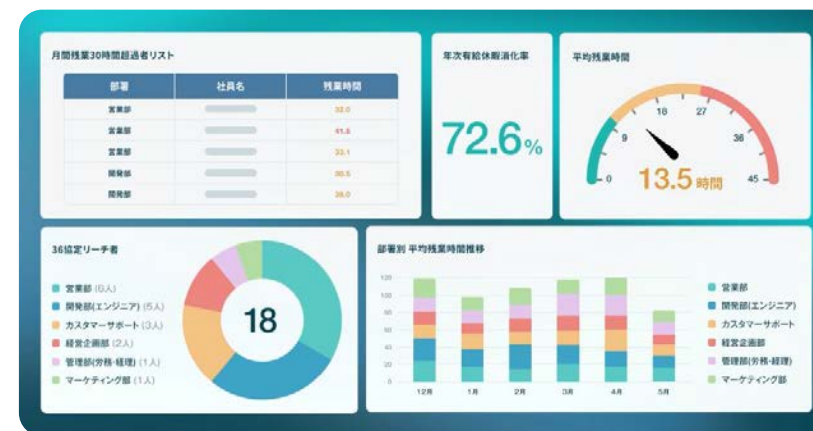 月間残業30時間超過者リスト
部署 社員名 残業時間
営業部 32.0
営業部 41.5
営業部 33.1
開発部
開発部
年次有給休暇消化率
72.6%
平均残業時間
0 9 18 27 36 45
13.5 時間
36協定リーチ者
営業部 (6人)
開発部(エンジニア) (5人)
カスタマーサポート (3人)
経営企画部 (2人)
管理部(労務・経理) (1人)
マーケティング部 (1人)
18
部署別 平均残業時間推移
120
100
80
60
40
20
0
12月 1月 2月 3月 4月 5月
営業部
開発部(エンジニア)
カスタマーサポート
経営企画部
管理部(労務・経理)
マーケティング部